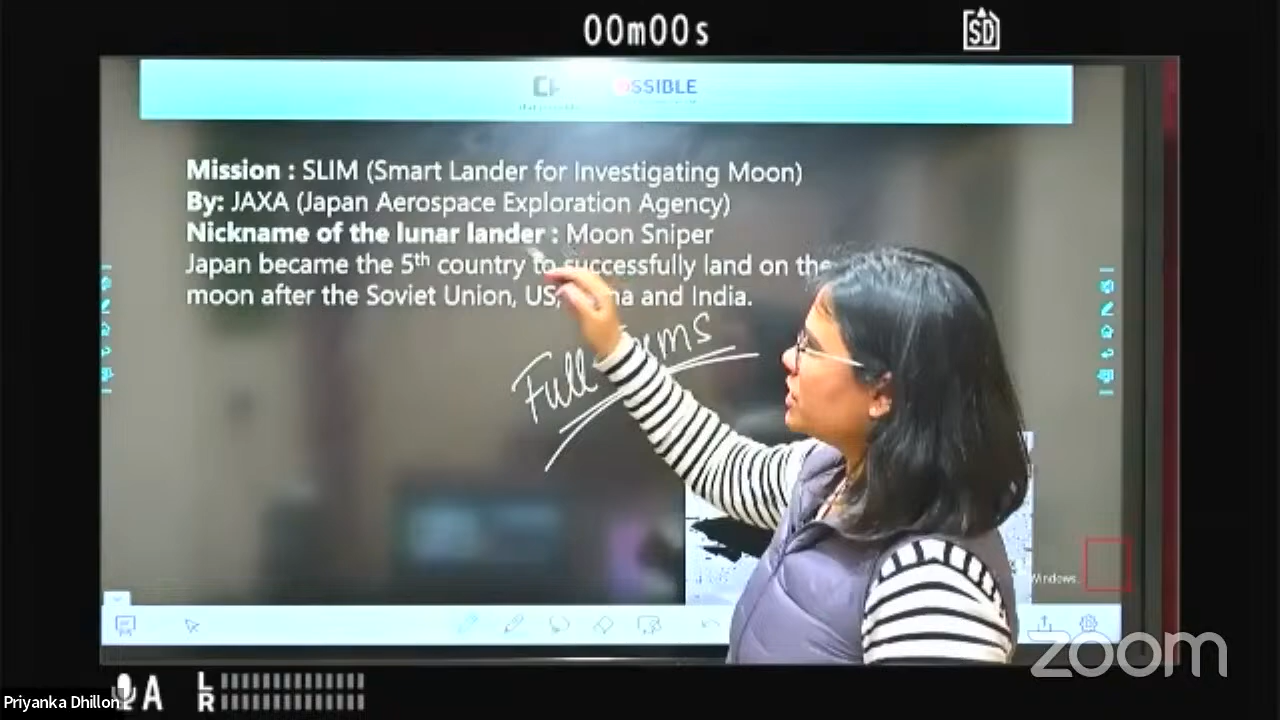 00m00s SD
SSIBLE
Mission : SLIM (Smart Lander for Investigating Moon)
By: JAXA (Japan Aerospace Exploration Agency)
Nickname of the lunar lander : Moon Sniper
Japan became the 5th country to successfully land on the
moon after the Soviet Union, US, and India.
Full
Windows.
zoom
A L
R
Priyanka Dhillon